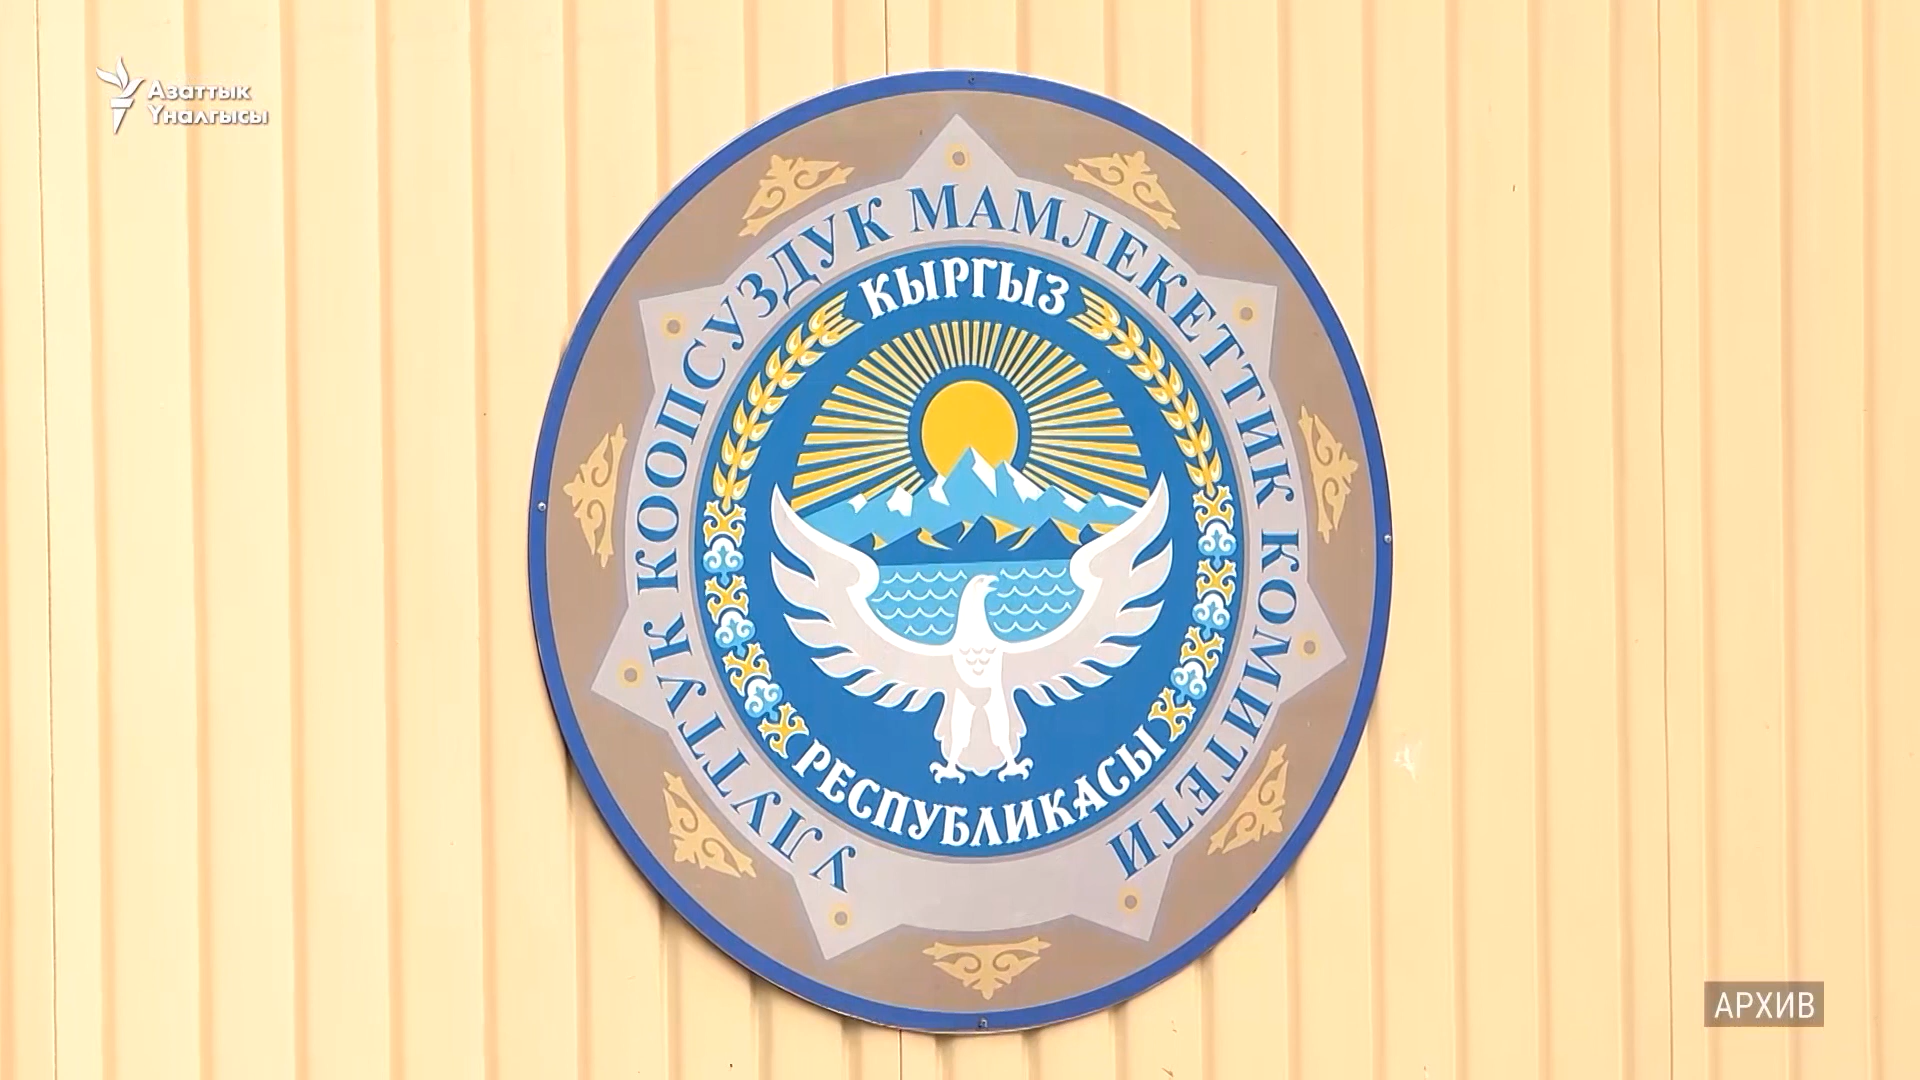 Азаттык
Үналгысы
УЛУТТУК КООПСУЗДУК МАМЛЕКЕТТИК КОМИТЕТИ
КЫРГЫЗ
РЕСПУБЛИКАСЫ
АРХИВ